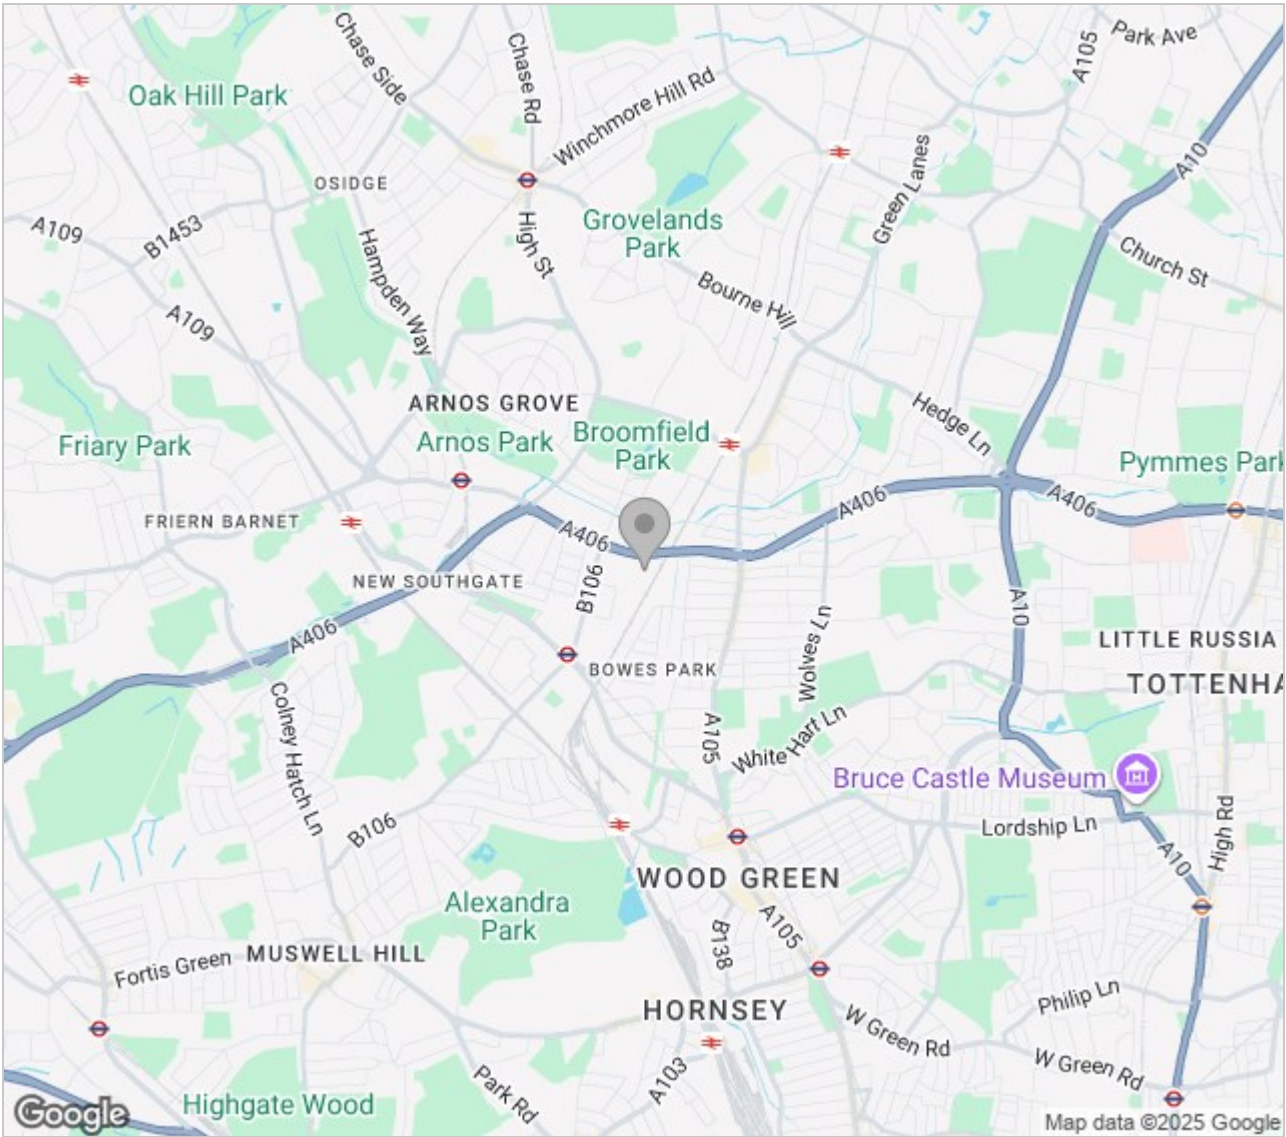 Chase Side
Chase Rd
Park Ave
A105
Oak Hill Park
Winchmore Hill Rd
A10
OSIDGE
Green Lanes
A109
B1453
High St
Grovelands
Park
Church St
Hampden Way
Bourne Hill
A109
ARNOS GROVE
Hedge Ln
Friary Park
Arnos Park
Broomfield
Park
Pymmes Park
A406
A406
FRIERN BARNET
A406
NEW SOUTHGATE
B106
A10
A406
BOWES PARK
Wolves Ln
LITTLE RUSSIA
TOTTENHA
Colney Hatch Ln
A105
White Hart Ln
Bruce Castle Museum
B106
Lordship Ln
High Rd
A10
WOOD GREEN
Alexandra
Park
A105
B138
Fortis Green
MUSWELL HILL
Philip Ln
HORNSEY
W Green Rd
W Green Rd
A103
Park Rd
Highgate Wood
Google
Map data ©2025 Google